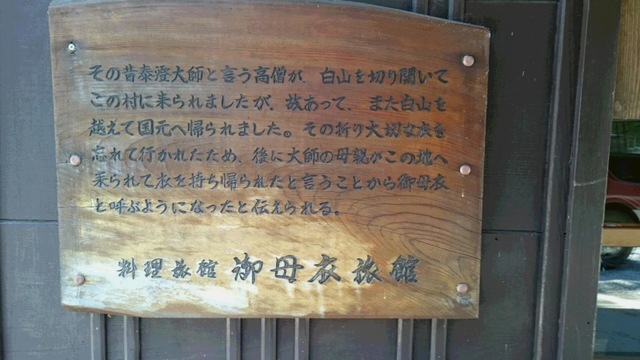 その昔泰澄大師と言う高僧が、白山を切り開いて
この村に来られましたが、故あって、また白山を
越えて国元へ帰られました。その折り大切な衣を
忘れて行かれたため、後に大師の母親がこの地へ
来られて衣を持ち帰られたと言うことから御母衣
と呼ぶようになったと伝えられる。
料理旅館 御母衣旅館